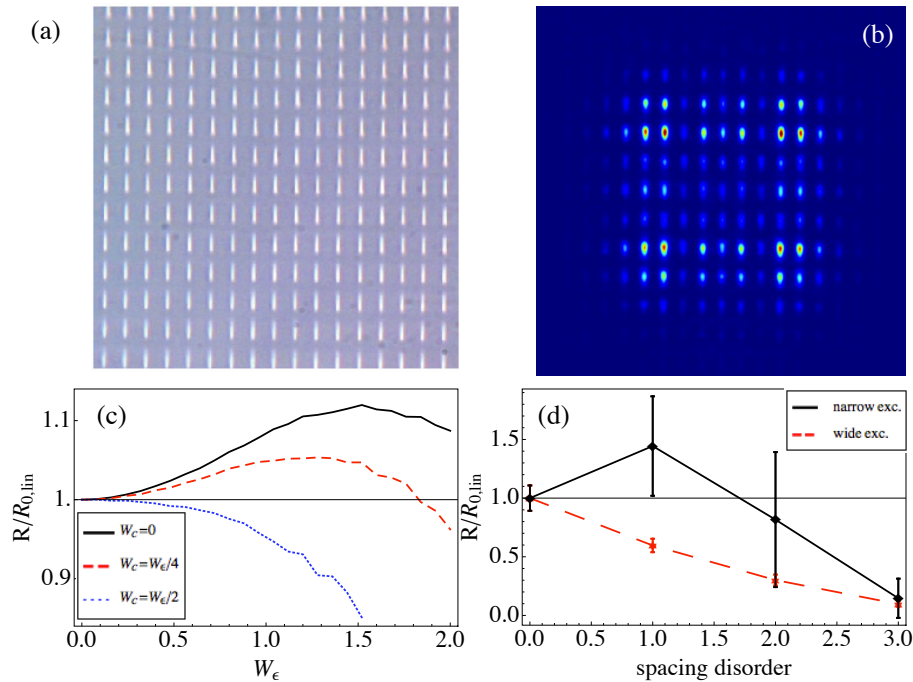 (a)
(b)
(c)
R/R0,lin
1.1
1
0.9
Wc=0
Wc=Wϵ/4
Wc=Wϵ/2
0.0 0.5 1.0 1.5 2.0
Wϵ
(d)
narrow exc.
wide exc.
R/R0,lin
1.5
1.0
0.5
0.0
0.0 0.5 1.0 1.5 2.0 2.5 3.0
spacing disorder